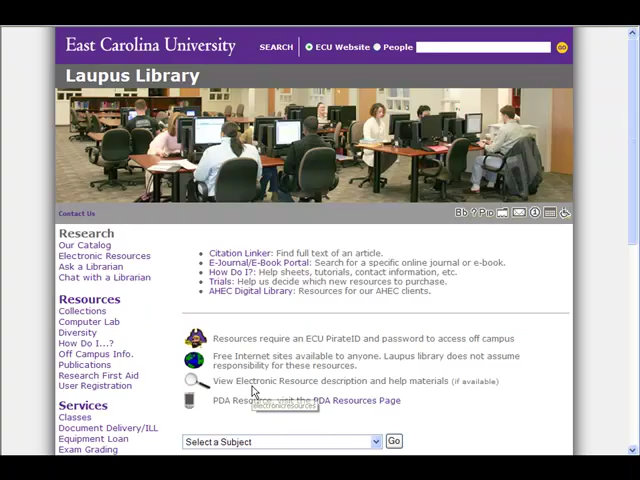 East Carolina University
SEARCH ECU Website People
GO
Laupus Library
Contact Us
Bb ? PiD
Research
Our Catalog
Electronic Resources
Ask a Librarian
Chat with a Librarian
Resources
Collections
Computer Lab
Diversity
How Do I...?
Off Campus Info.
Publications
Research First Aid
User Registration
Services
Classes
Document Delivery/ILL
Equipment Loan
Exam Grading
Citation Linker: Find full text of an article.
E-Journal/E-Book Portal: Search for a specific online journal or e-book.
How Do I?: Help sheets, tutorials, contact information, etc.
Trials: Help us decide which new resources to purchase.
AHEC Digital Library: Resources for our AHEC clients.
Resources require an ECU PirateID and password to access off campus
Free Internet sites available to anyone. Laupus library does not assume
responsibility for these resources.
View Electronic Resource description and help materials (if available)
PDA Resource, visit the PDA Resources Page
electronicresources
Select a Subject
Go